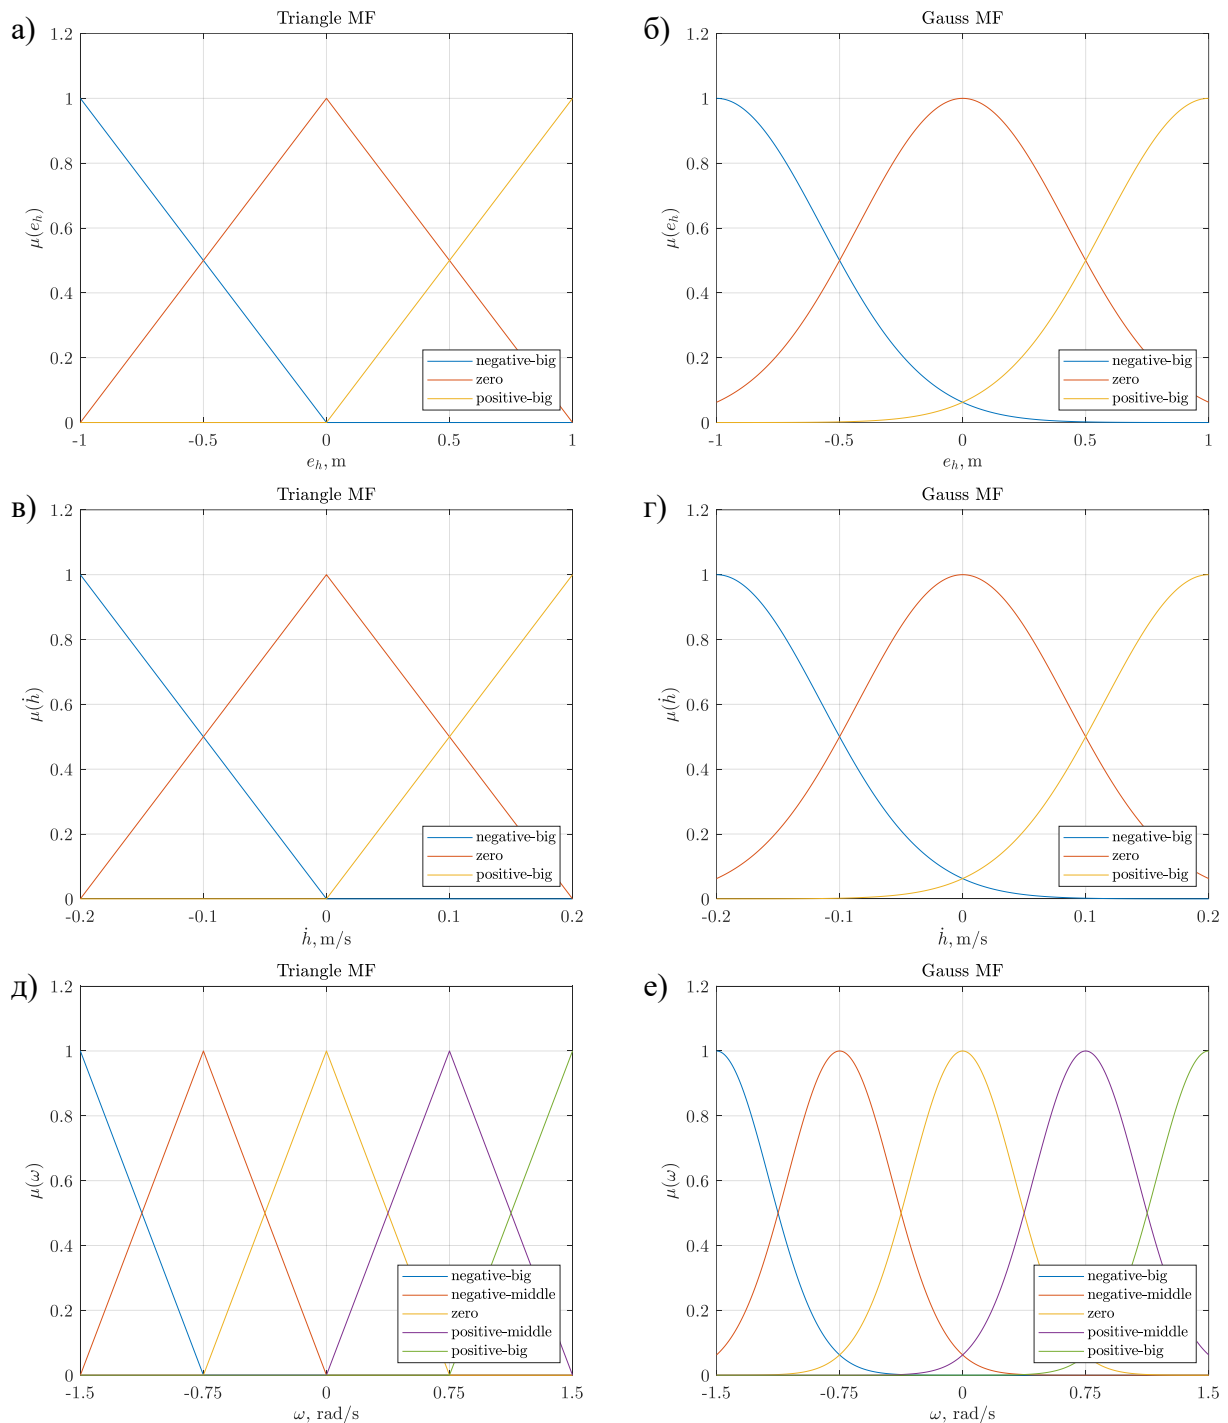 а)
Triangle MF
1.2
1
0.8
0.6
0.4
0.2
0
μ(e_h)
-1 -0.5 0 0.5 1
e_h, m
negative-big
zero
positive-big
б)
Gauss MF
1.2
1
0.8
0.6
0.4
0.2
0
μ(e_h)
-1 -0.5 0 0.5 1
e_h, m
negative-big
zero
positive-big
в)
Triangle MF
1.2
1
0.8
0.6
0.4
0.2
0
μ(ḣ)
-0.2 -0.1 0 0.1 0.2
ḣ, m/s
negative-big
zero
positive-big
г)
Gauss MF
1.2
1
0.8
0.6
0.4
0.2
0
μ(ḣ)
-0.2 -0.1 0 0.1 0.2
ḣ, m/s
negative-big
zero
positive-big
д)
Triangle MF
1.2
1
0.8
0.6
0.4
0.2
0
μ(ω)
-1.5 -0.75 0 0.75 1.5
ω, rad/s
negative-big
negative-middle
zero
positive-middle
positive-big
е)
Gauss MF
1.2
1
0.8
0.6
0.4
0.2
0
μ(ω)
-1.5 -0.75 0 0.75 1.5
ω, rad/s
negative-big
negative-middle
zero
positive-middle
positive-big